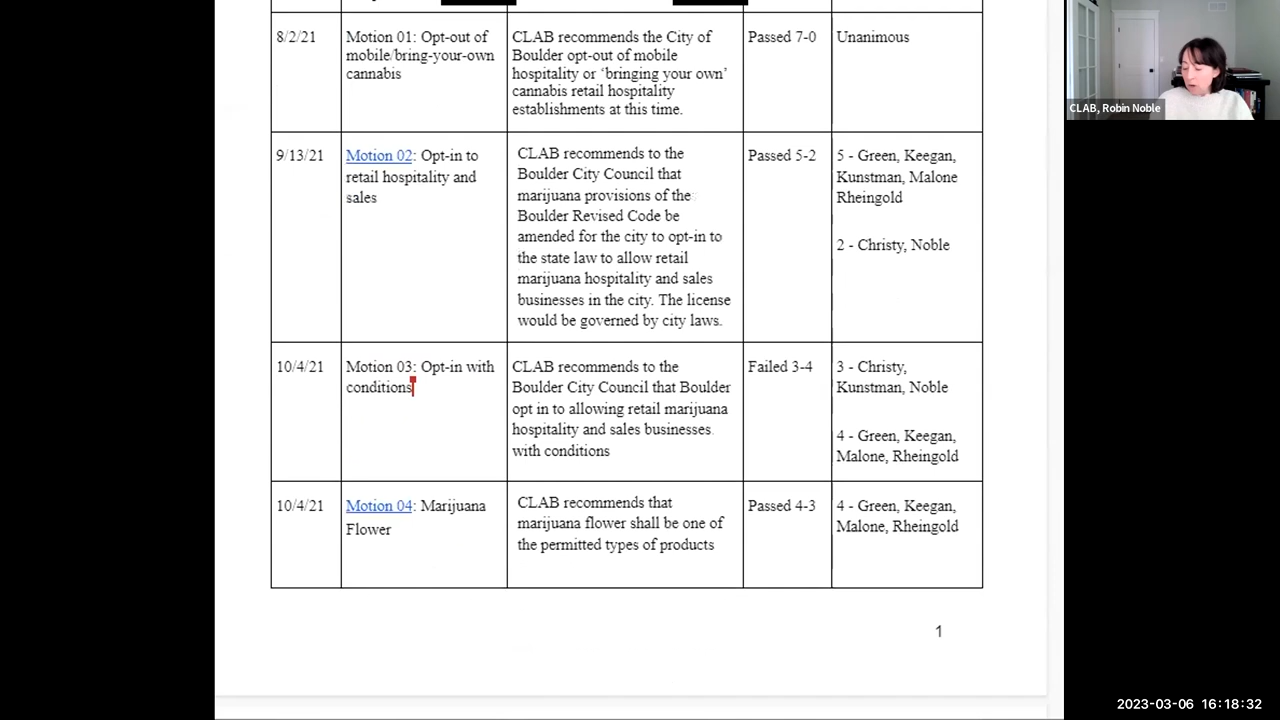 8/2/21
Motion 01: Opt-out of
mobile/bring-your-own
cannabis
CLAB recommends the City of
Boulder opt-out of mobile
hospitality or ‘bringing your own’
cannabis retail hospitality
establishments at this time.
Passed 7-0
Unanimous
9/13/21
Motion 02: Opt-in to
retail hospitality and
sales
CLAB recommends to the
Boulder City Council that
marijuana provisions of the
Boulder Revised Code be
amended for the city to opt-in to
the state law to allow retail
marijuana hospitality and sales
businesses in the city. The license
would be governed by city laws.
Passed 5-2
5 - Green, Keegan,
Kunstman, Malone
Rheingold
2 - Christy, Noble
10/4/21
Motion 03: Opt-in with
conditions
CLAB recommends to the
Boulder City Council that Boulder
opt in to allowing retail marijuana
hospitality and sales businesses
with conditions
Failed 3-4
3 - Christy,
Kunstman, Noble
4 - Green, Keegan,
Malone, Rheingold
10/4/21
Motion 04: Marijuana
Flower
CLAB recommends that
marijuana flower shall be one of
the permitted types of products
Passed 4-3
4 - Green, Keegan,
Malone, Rheingold
1
CLAB, Robin Noble
2023-03-06 16:18:32